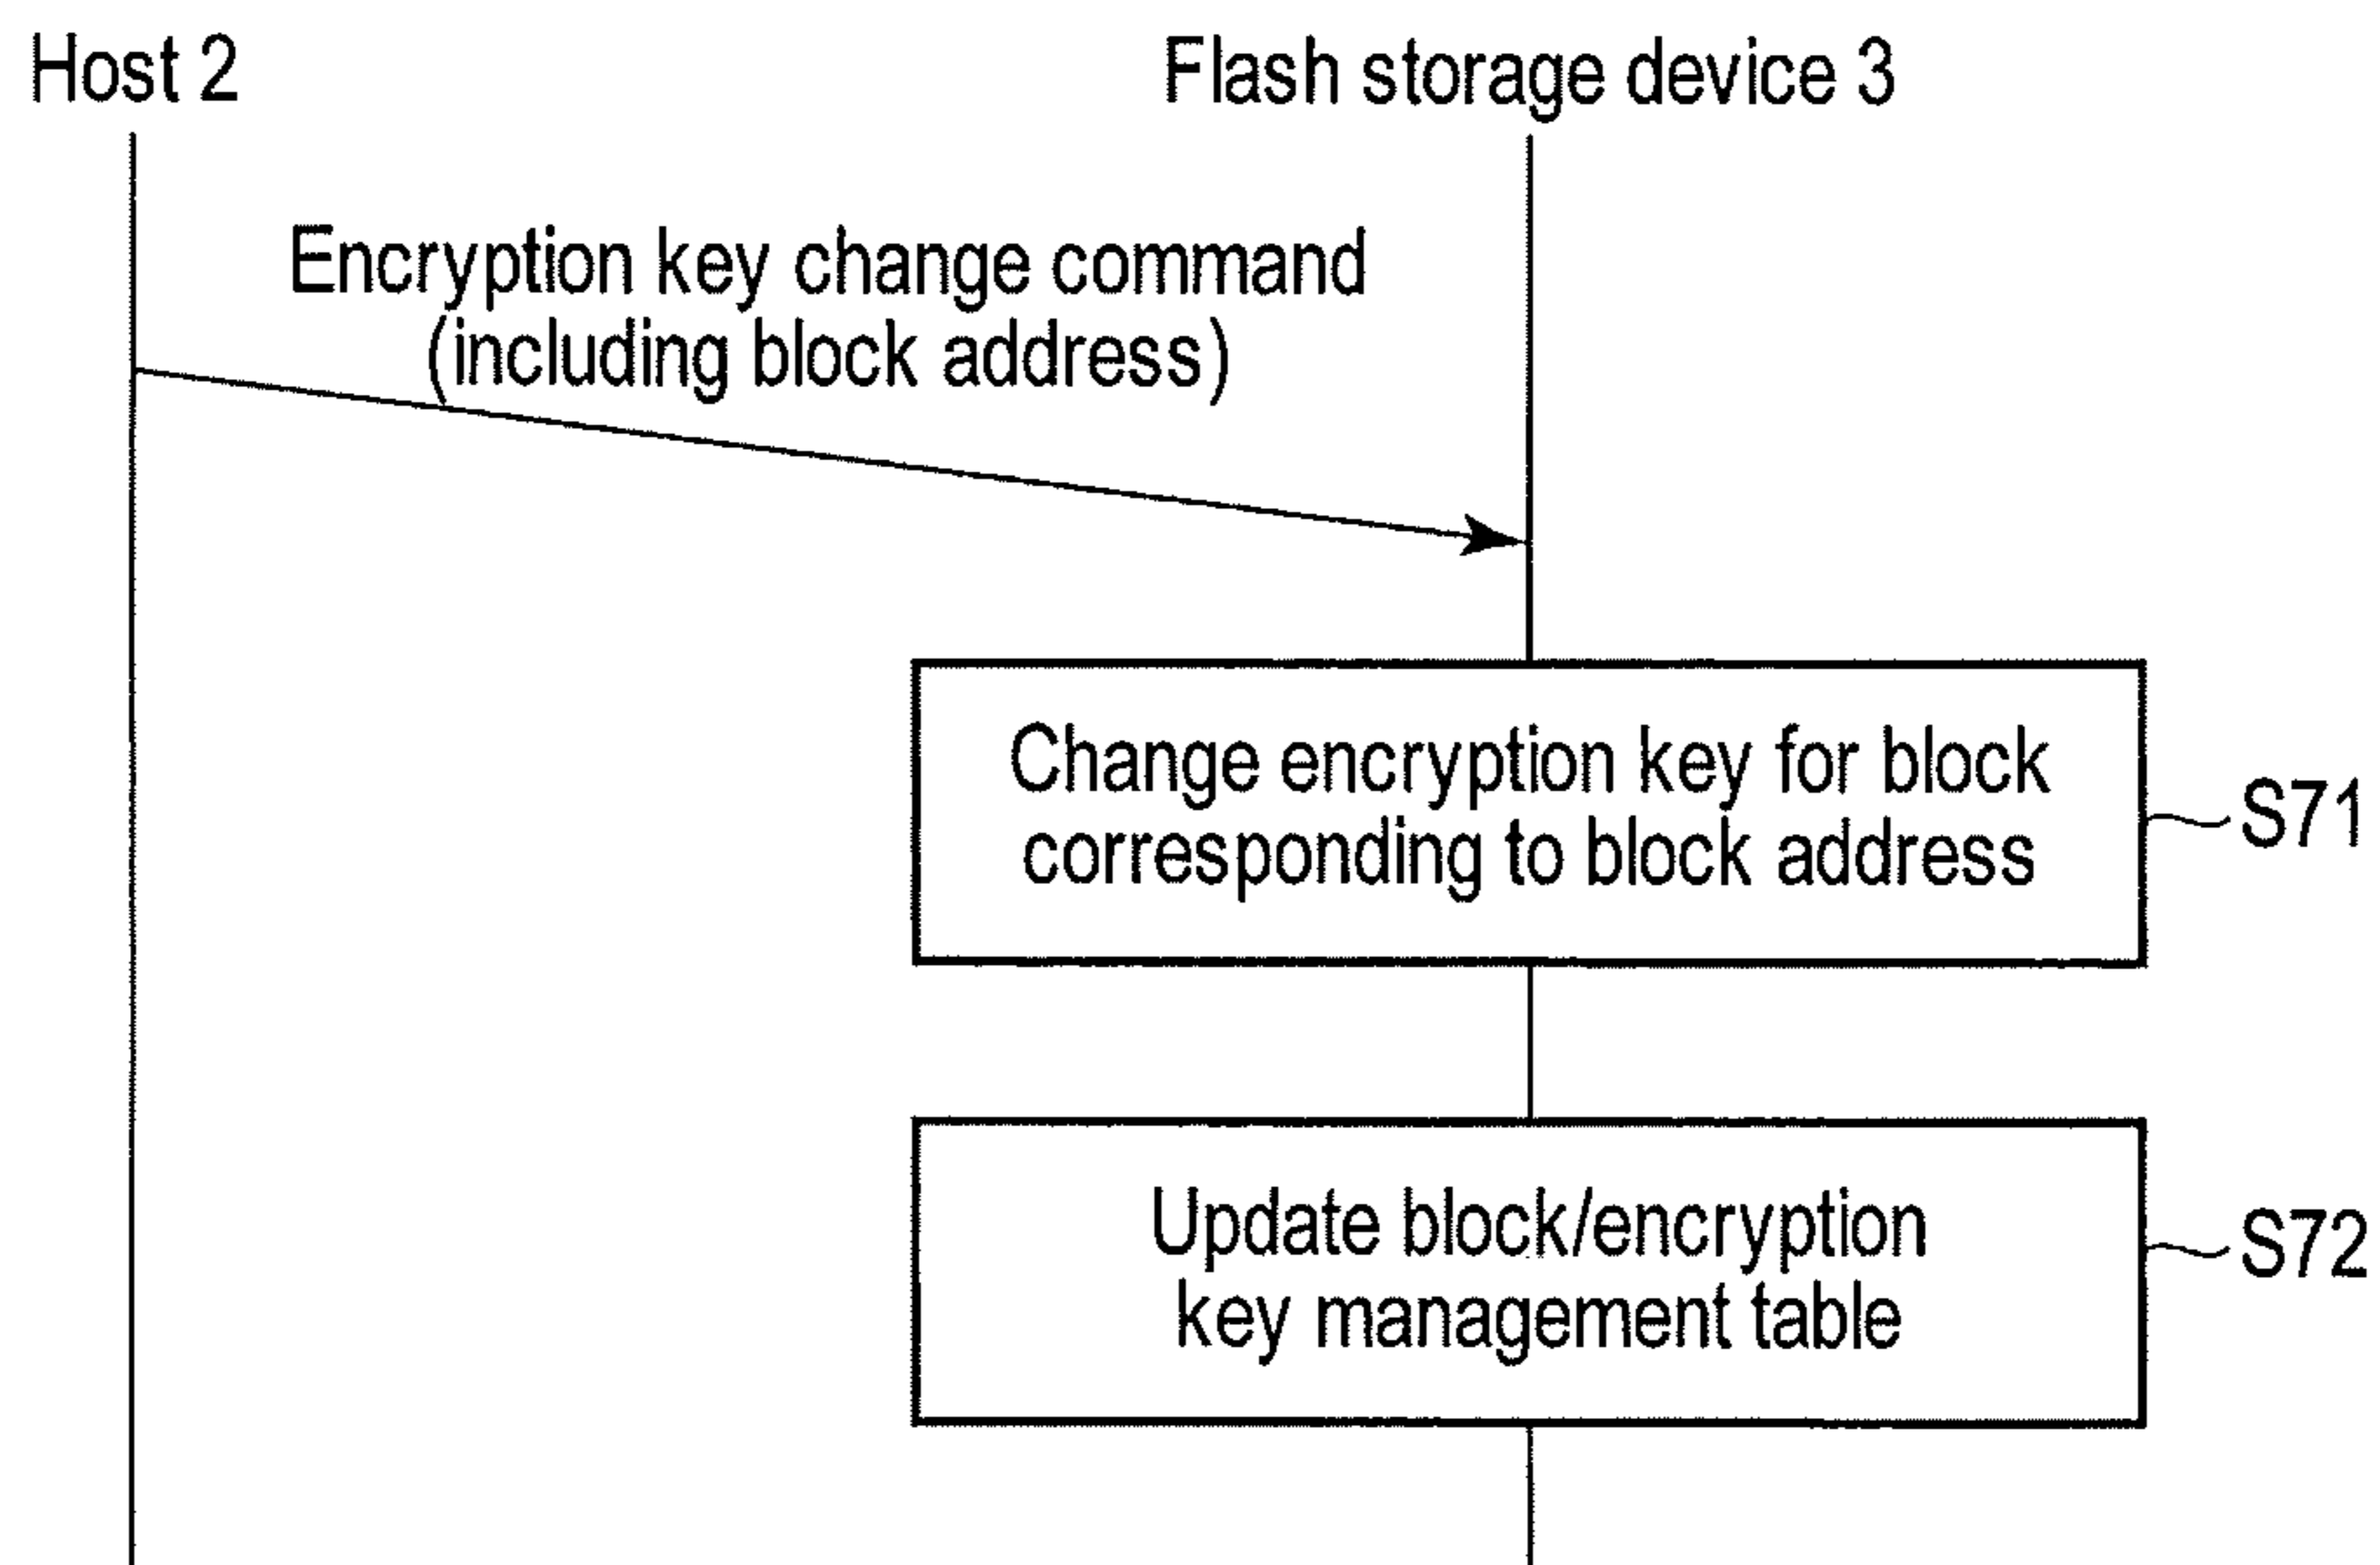 Host 2
Flash storage device 3
Encryption key change command
(including block address)
Change encryption key for block
corresponding to block address
S71
Update block/encryption
key management table
S72